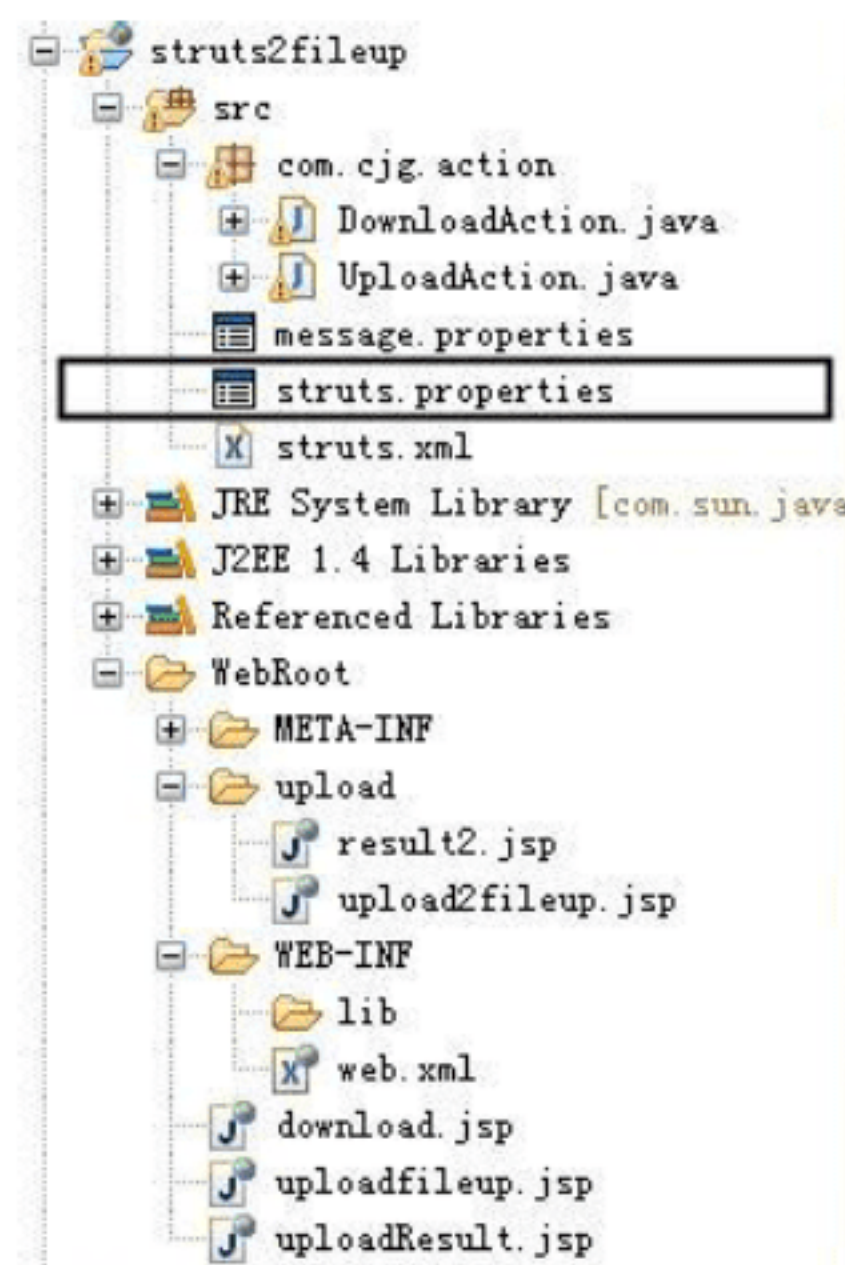 struts2fileup
src
com.cjg.action
DownloadAction.java
UploadAction.java
message.properties
struts.properties
struts.xml
JRE System Library [com.sun.java
J2EE 1.4 Libraries
Referenced Libraries
WebRoot
META-INF
upload
result2.jsp
upload2fileup.jsp
WEB-INF
lib
web.xml
download.jsp
uploadfileup.jsp
uploadResult.jsp